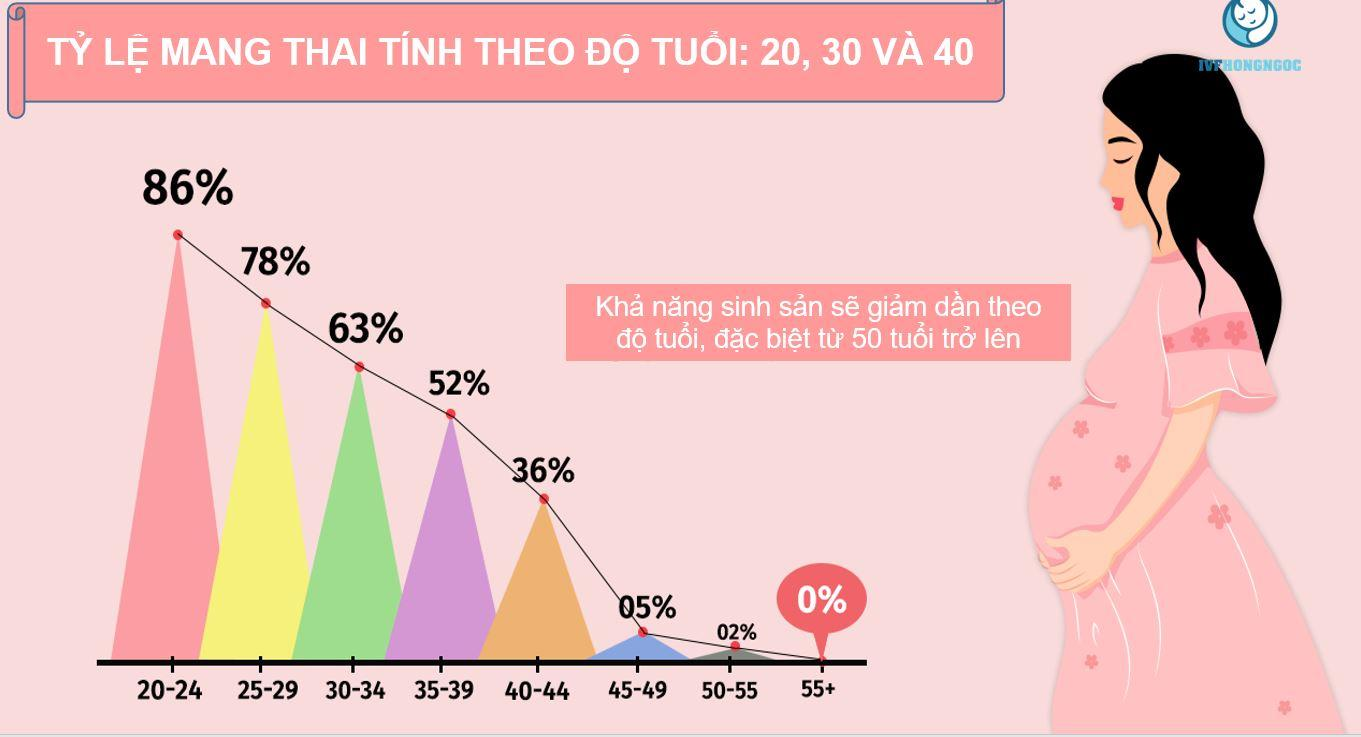 TỶ LỆ MANG THAI TÍNH THEO ĐỘ TUỔI: 20, 30 VÀ 40
IVFHONGNGOC
86%
78%
63%
52%
36%
05%
02%
0%
Khả năng sinh sản sẽ giảm dần theo
độ tuổi, đặc biệt từ 50 tuổi trở lên
20-24 25-29 30-34 35-39 40-44 45-49 50-55 55+